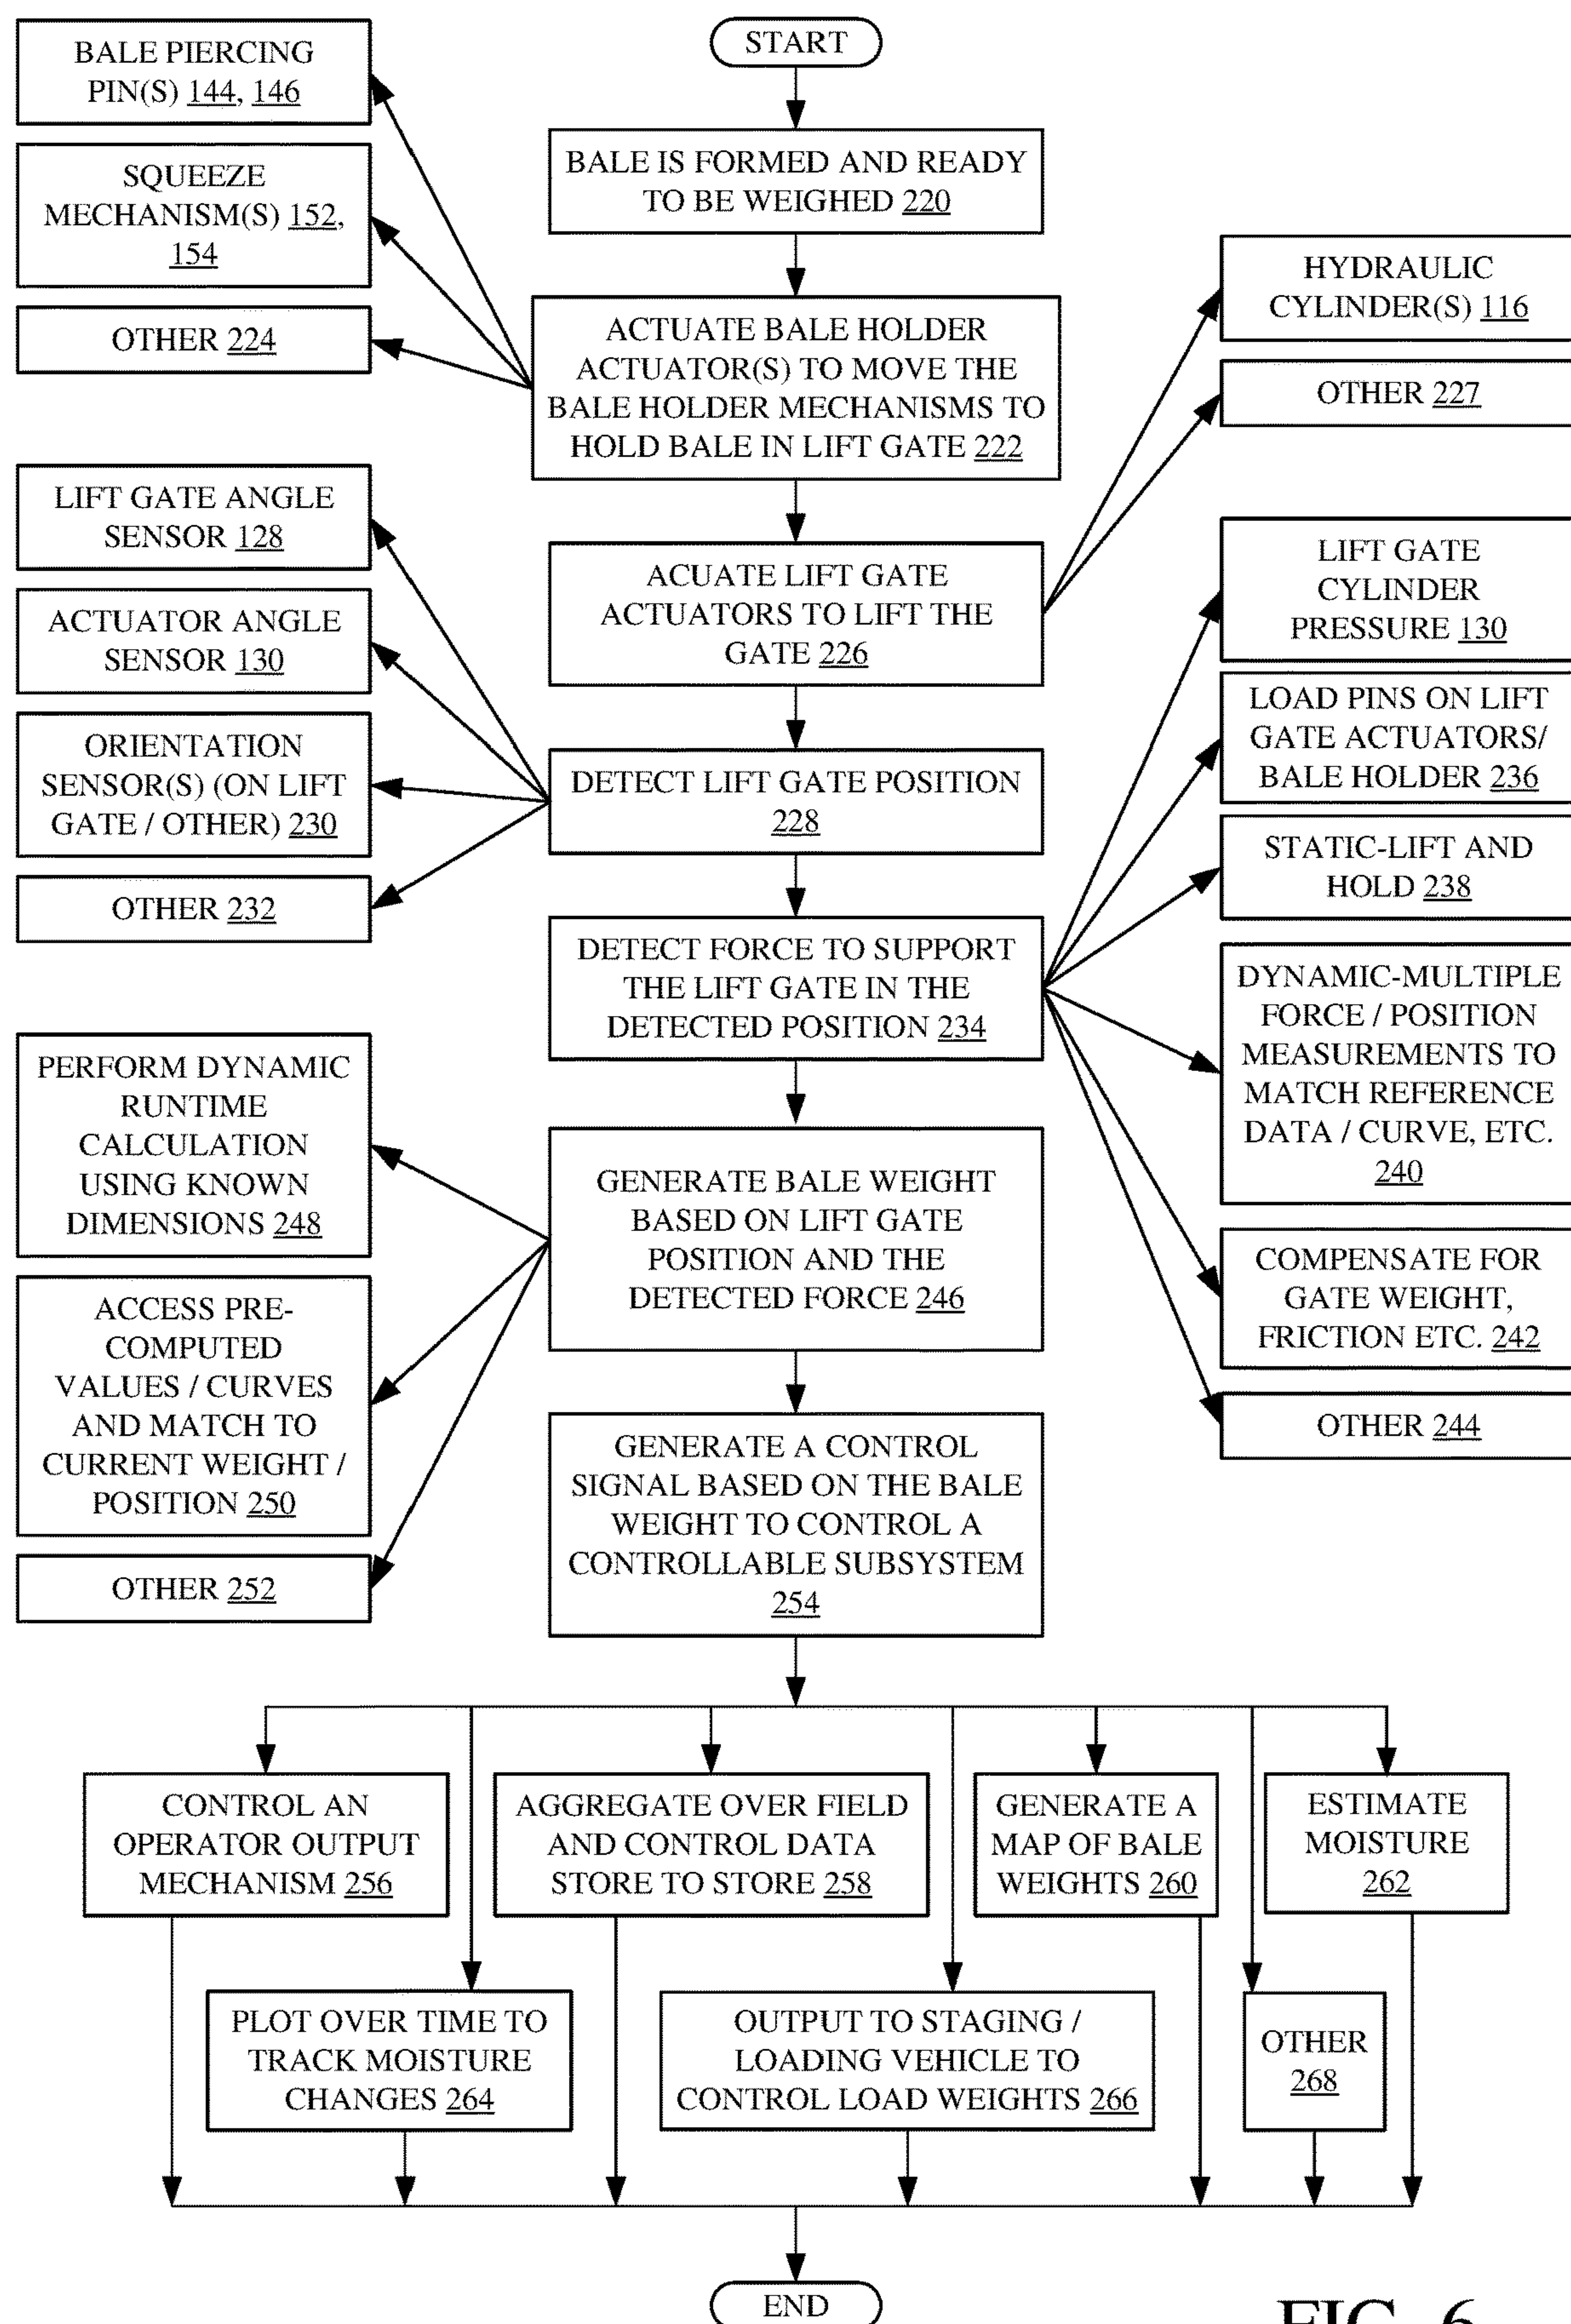 START
BALE PIERCING
PIN(S) 144, 146
BALE IS FORMED AND READY
TO BE WEIGHED 220
SQUEEZE
MECHANISM(S) 152,
154
OTHER 224
ACTUATE BALE HOLDER
ACTUATOR(S) TO MOVE THE
BALE HOLDER MECHANISMS TO
HOLD BALE IN LIFT GATE 222
HYDRAULIC
CYLINDER(S) 116
OTHER 227
ACUATE LIFT GATE
ACTUATORS TO LIFT THE
GATE 226
LIFT GATE ANGLE
SENSOR 128
ACTUATOR ANGLE
SENSOR 130
ORIENTATION
SENSOR(S) (ON LIFT
GATE / OTHER) 230
OTHER 232
DETECT LIFT GATE POSITION
228
LIFT GATE
CYLINDER
PRESSURE 130
LOAD PINS ON LIFT
GATE ACTUATORS/
BALE HOLDER 236
STATIC-LIFT AND
HOLD 238
DYNAMIC-MULTIPLE
FORCE / POSITION
MEASUREMENTS TO
MATCH REFERENCE
DATA / CURVE, ETC.
240
COMPENSATE FOR
GATE WEIGHT,
FRICTION ETC. 242
OTHER 244
DETECT FORCE TO SUPPORT
THE LIFT GATE IN THE
DETECTED POSITION 234
PERFORM DYNAMIC
RUNTIME
CALCULATION
USING KNOWN
DIMENSIONS 248
ACCESS PRE-
COMPUTED
VALUES / CURVES
AND MATCH TO
CURRENT WEIGHT /
POSITION 250
OTHER 252
GENERATE BALE WEIGHT
BASED ON LIFT GATE
POSITION AND THE
DETECTED FORCE 246
GENERATE A CONTROL
SIGNAL BASED ON THE BALE
WEIGHT TO CONTROL A
CONTROLLABLE SUBSYSTEM
254
CONTROL AN
OPERATOR OUTPUT
MECHANISM 256
AGGREGATE OVER FIELD
AND CONTROL DATA
STORE TO STORE 258
GENERATE A
MAP OF BALE
WEIGHTS 260
ESTIMATE
MOISTURE
262
PLOT OVER TIME TO
TRACK MOISTURE
CHANGES 264
OUTPUT TO STAGING /
LOADING VEHICLE TO
CONTROL LOAD WEIGHTS 266
OTHER
268
END
FIG. 6